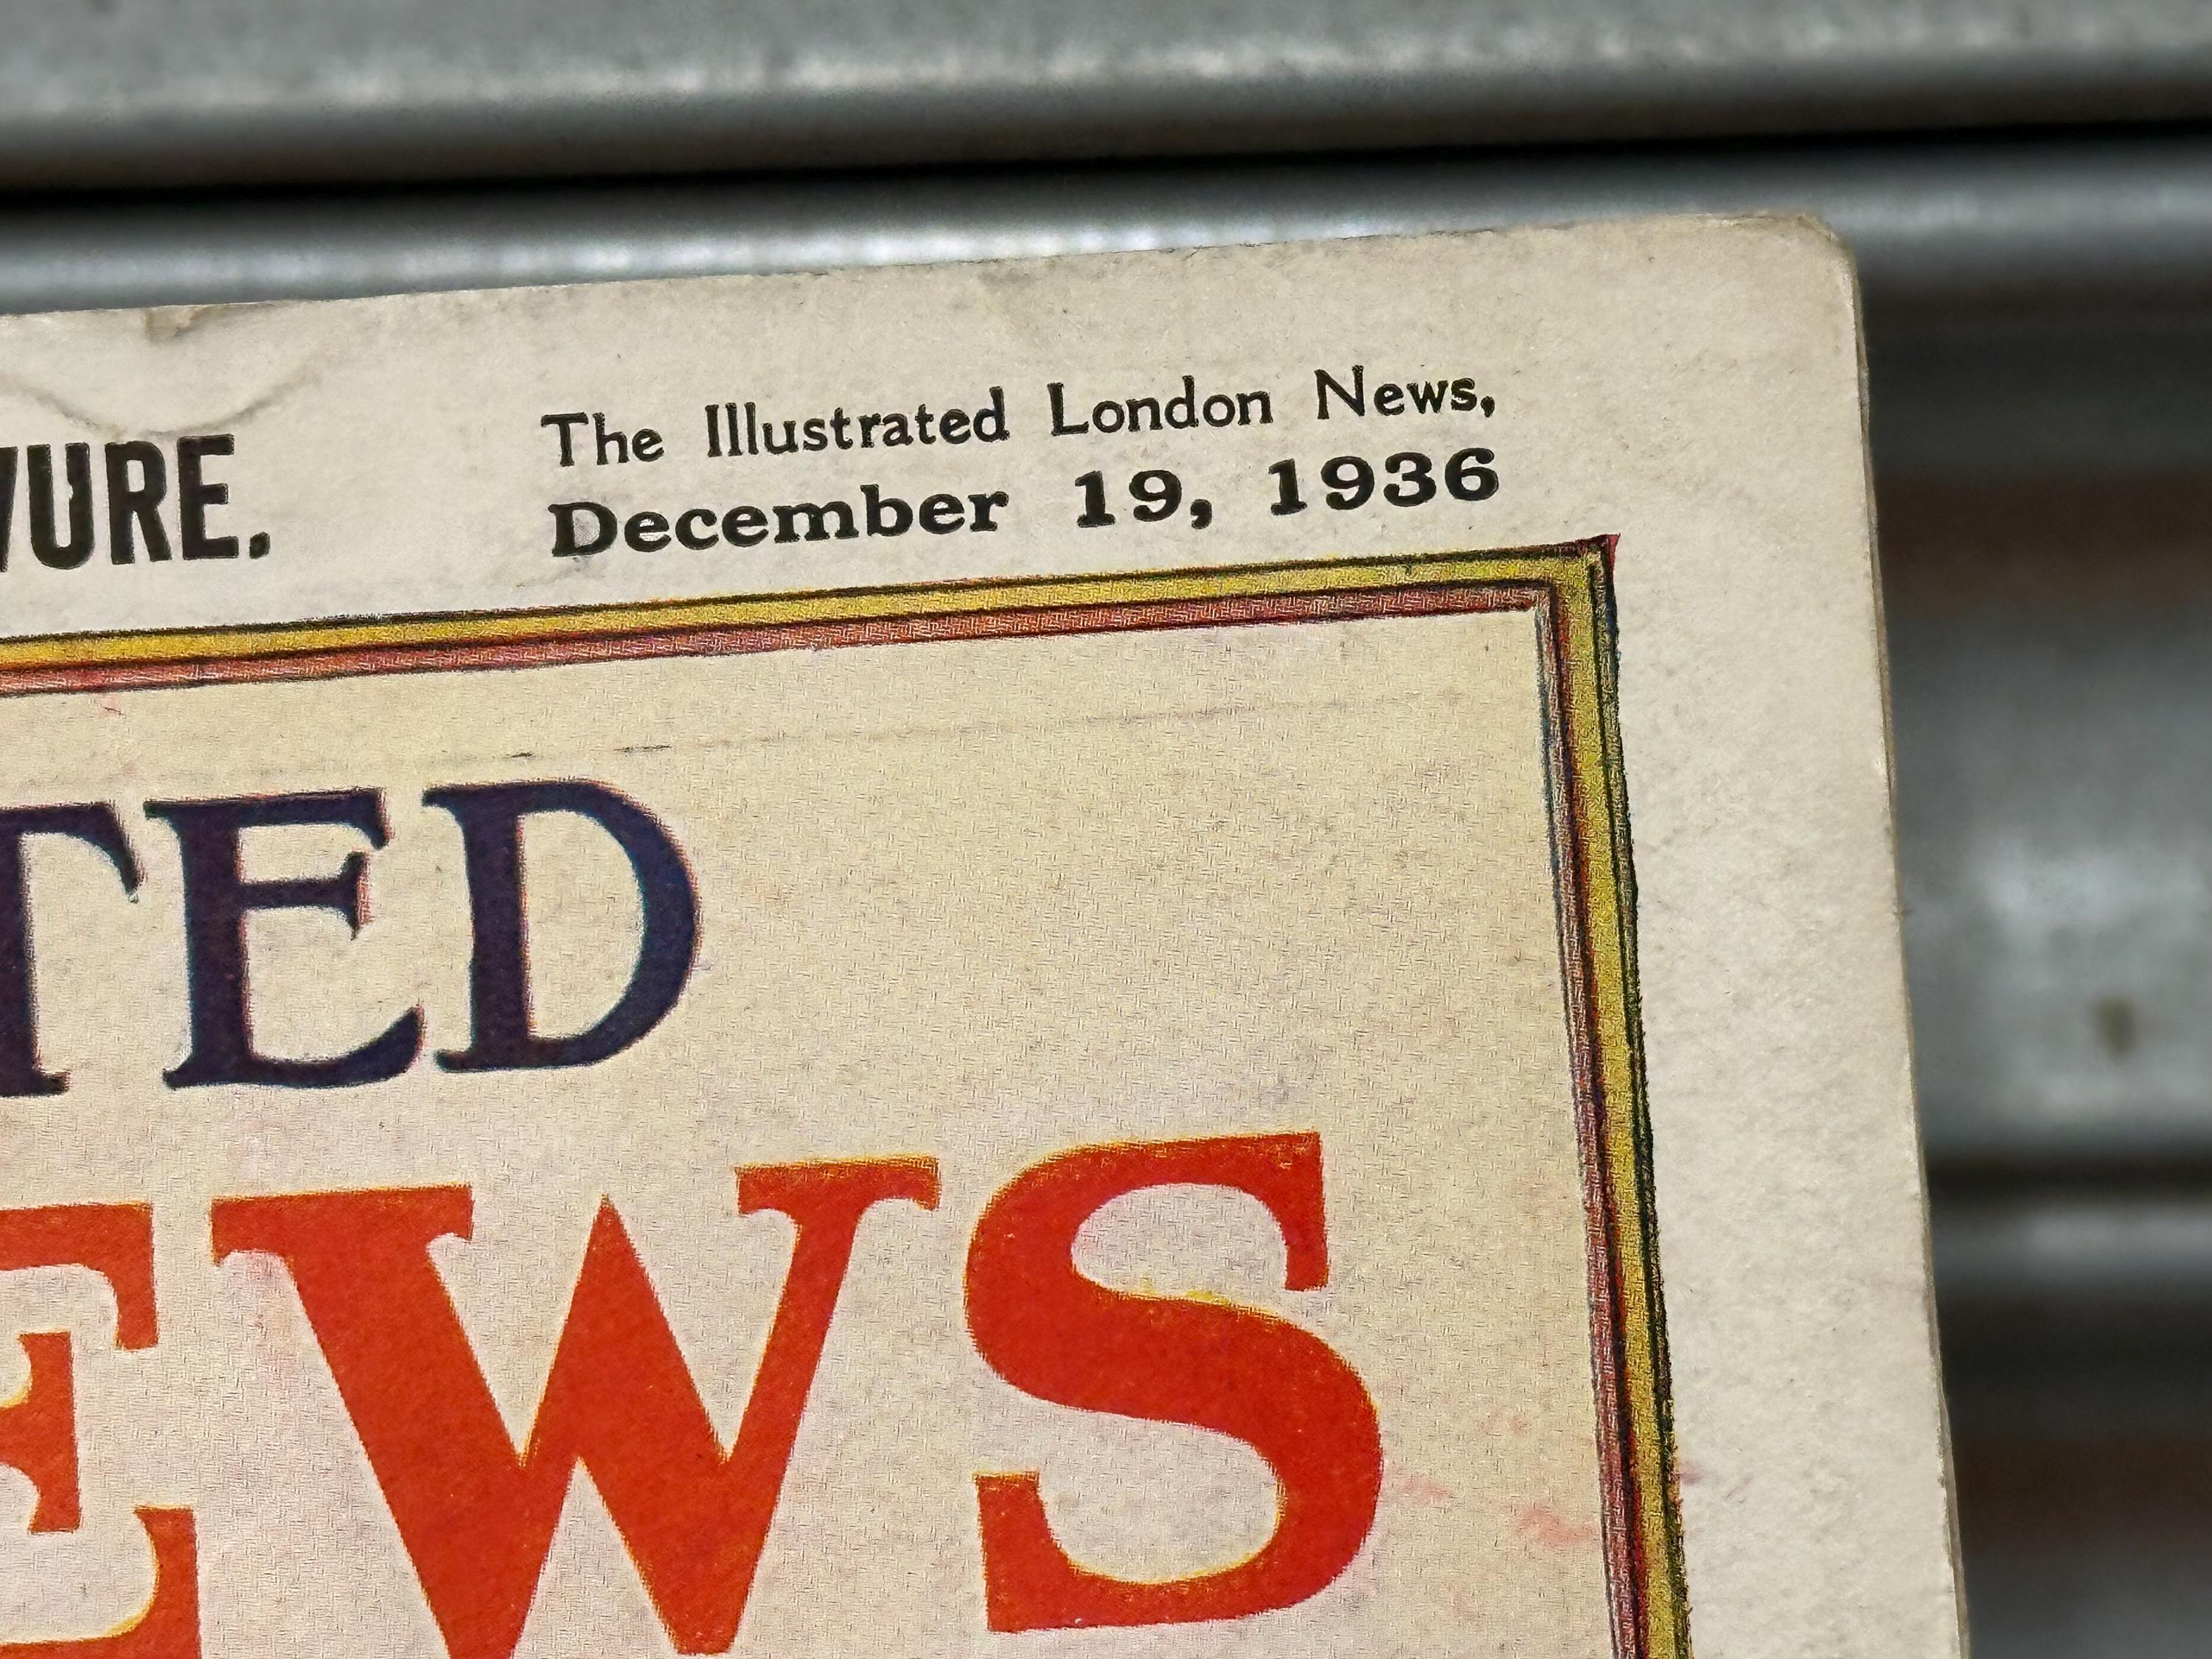 VURE.
The Illustrated London News,
December 19, 1936
TED
EWS